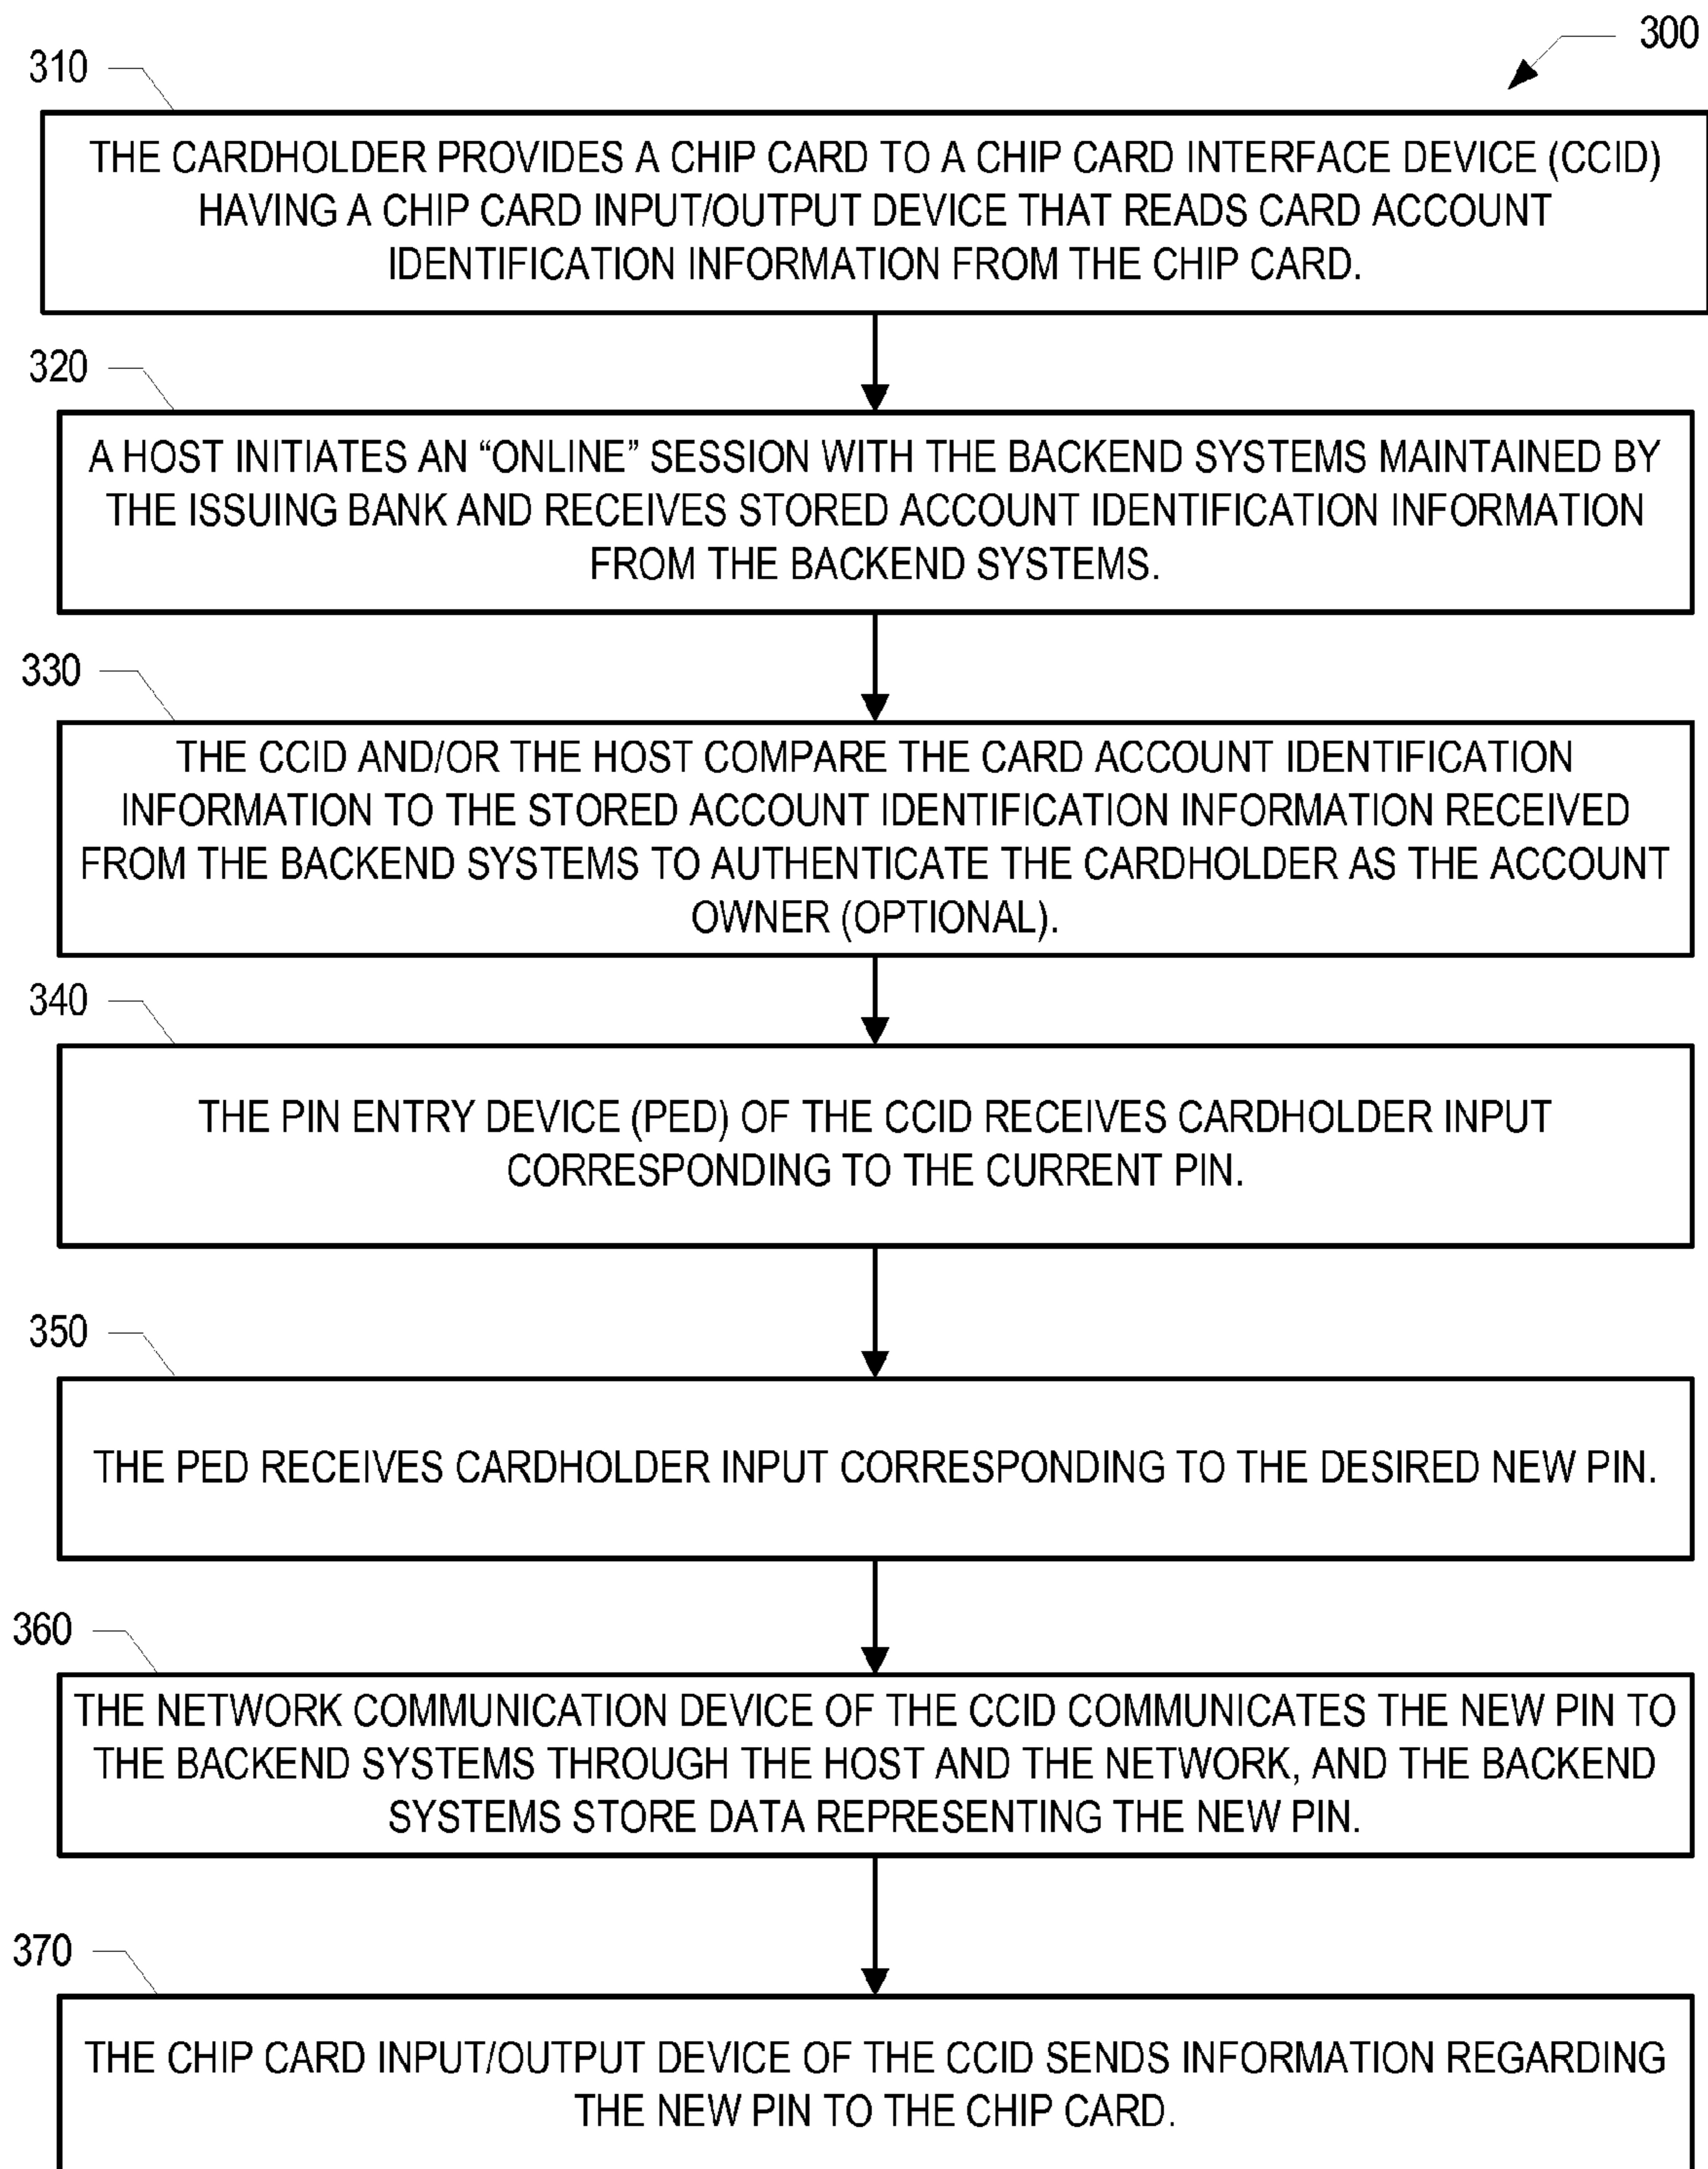 300
310
THE CARDHOLDER PROVIDES A CHIP CARD TO A CHIP CARD INTERFACE DEVICE (CCID)
HAVING A CHIP CARD INPUT/OUTPUT DEVICE THAT READS CARD ACCOUNT
IDENTIFICATION INFORMATION FROM THE CHIP CARD.
320
A HOST INITIATES AN “ONLINE” SESSION WITH THE BACKEND SYSTEMS MAINTAINED BY
THE ISSUING BANK AND RECEIVES STORED ACCOUNT IDENTIFICATION INFORMATION
FROM THE BACKEND SYSTEMS.
330
THE CCID AND/OR THE HOST COMPARE THE CARD ACCOUNT IDENTIFICATION
INFORMATION TO THE STORED ACCOUNT IDENTIFICATION INFORMATION RECEIVED
FROM THE BACKEND SYSTEMS TO AUTHENTICATE THE CARDHOLDER AS THE ACCOUNT
OWNER (OPTIONAL).
340
THE PIN ENTRY DEVICE (PED) OF THE CCID RECEIVES CARDHOLDER INPUT
CORRESPONDING TO THE CURRENT PIN.
350
THE PED RECEIVES CARDHOLDER INPUT CORRESPONDING TO THE DESIRED NEW PIN.
360
THE NETWORK COMMUNICATION DEVICE OF THE CCID COMMUNICATES THE NEW PIN TO
THE BACKEND SYSTEMS THROUGH THE HOST AND THE NETWORK, AND THE BACKEND
SYSTEMS STORE DATA REPRESENTING THE NEW PIN.
370
THE CHIP CARD INPUT/OUTPUT DEVICE OF THE CCID SENDS INFORMATION REGARDING
THE NEW PIN TO THE CHIP CARD.